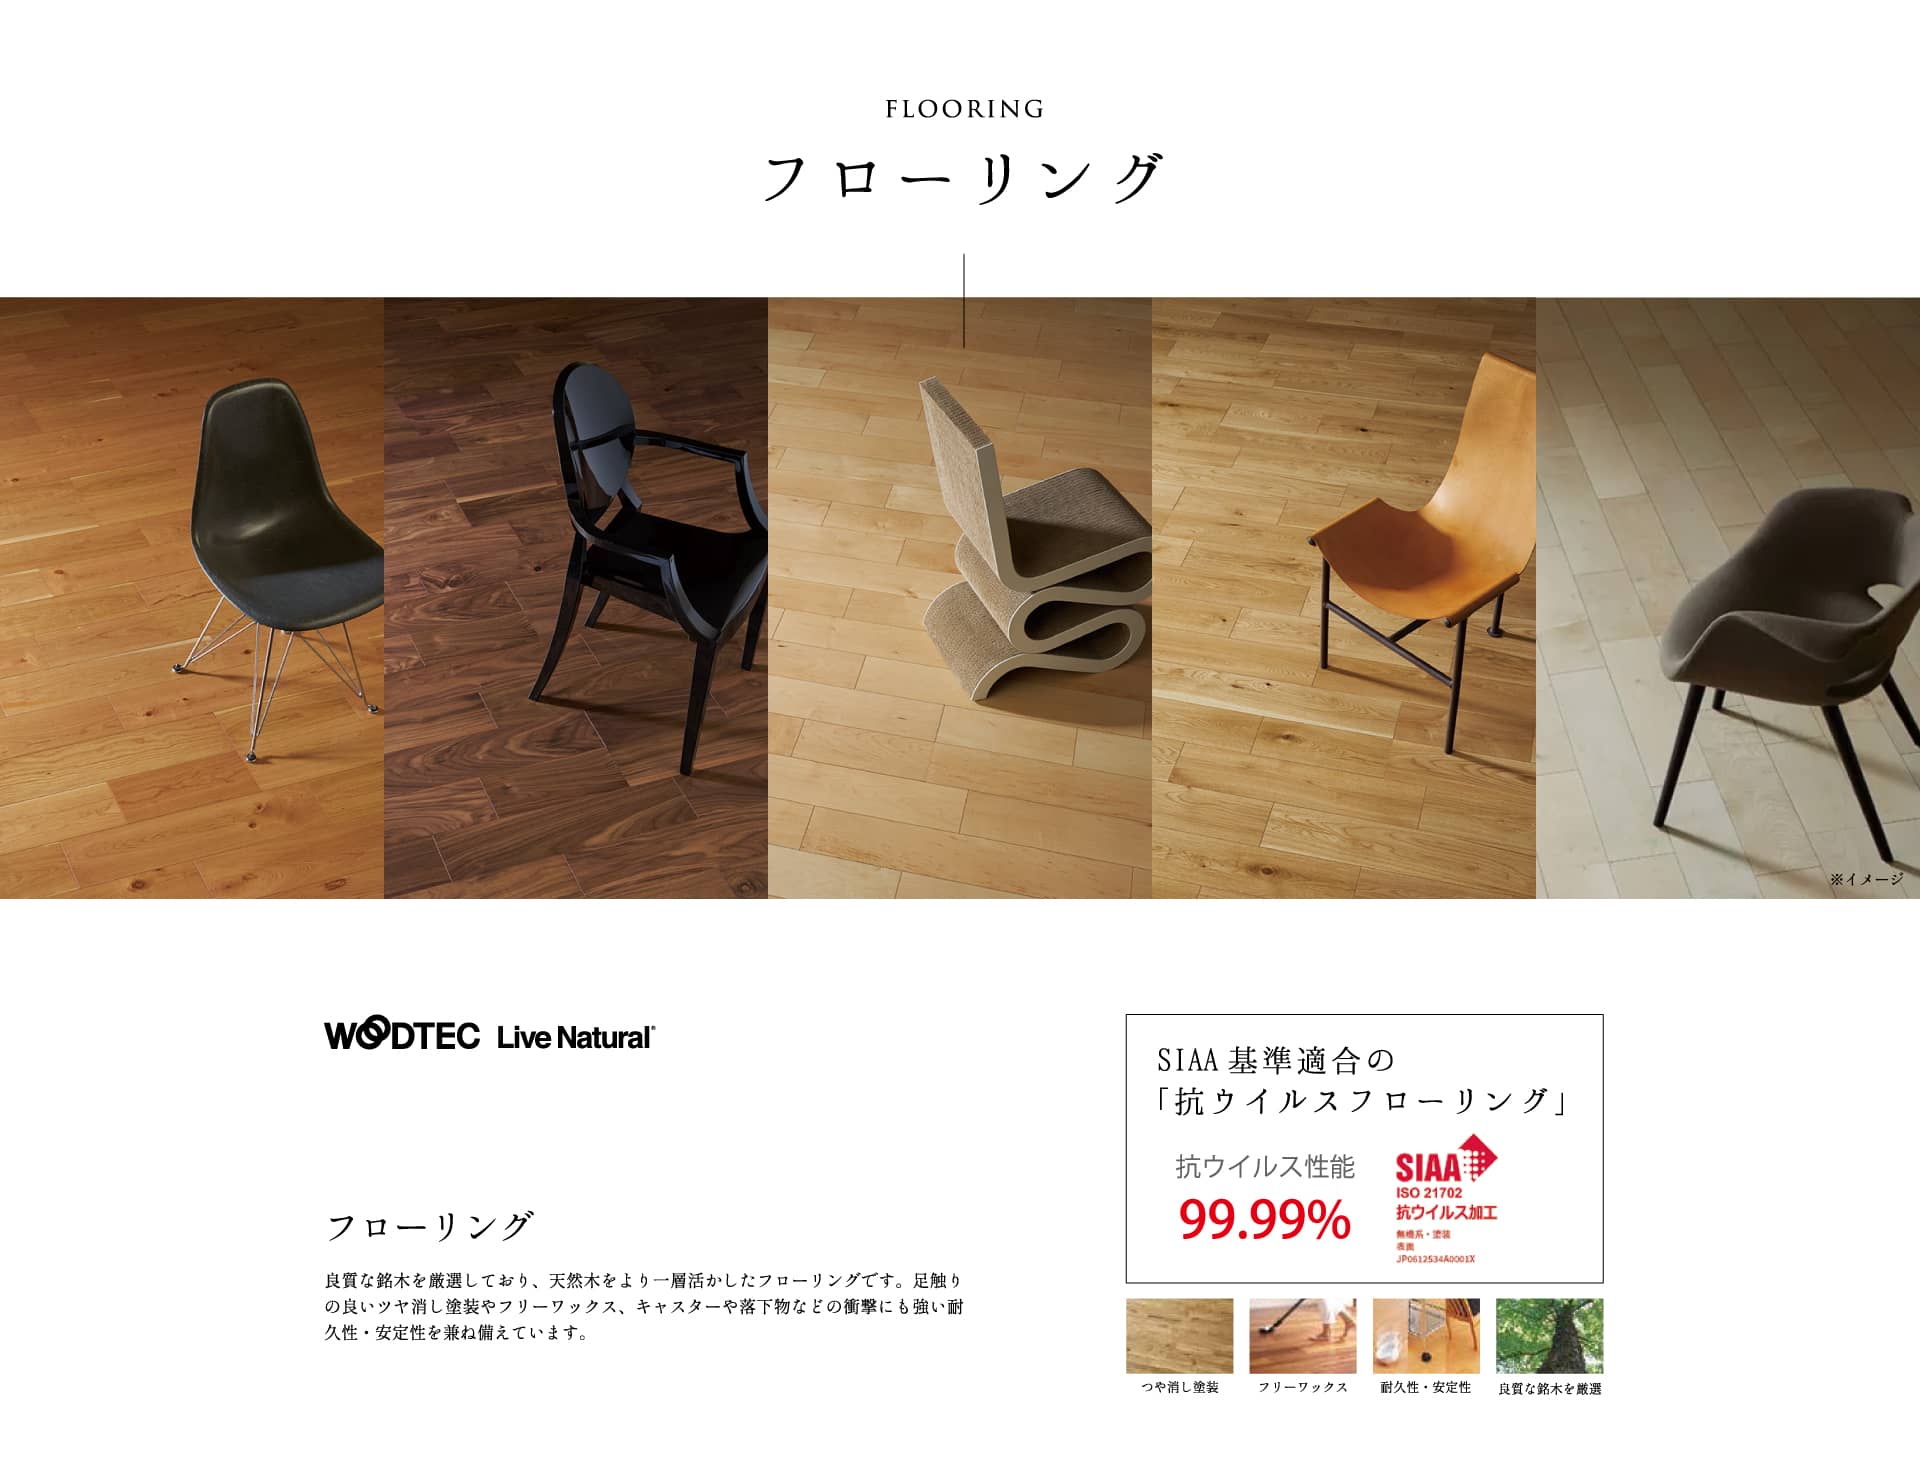 FLOORING
フローリング
※イメージ
WOODTEC Live Natural®
フローリング
良質な銘木を厳選しており、天然木をより一層活かしたフローリングです。足触り
の良いツヤ消し塗装やフリーワックス、キャスターや落下物などの衝撃にも強い耐
久性・安定性を兼ね備えています。
SIAA 基準適合の
「抗ウイルスフローリング」
抗ウイルス性能
99.99%
SIAA
ISO 21702
抗ウイルス加工
無機系・塗装
表面
JP0612534A0001X
つや消し塗装
フリーワックス
耐久性・安定性
良質な銘木を厳選